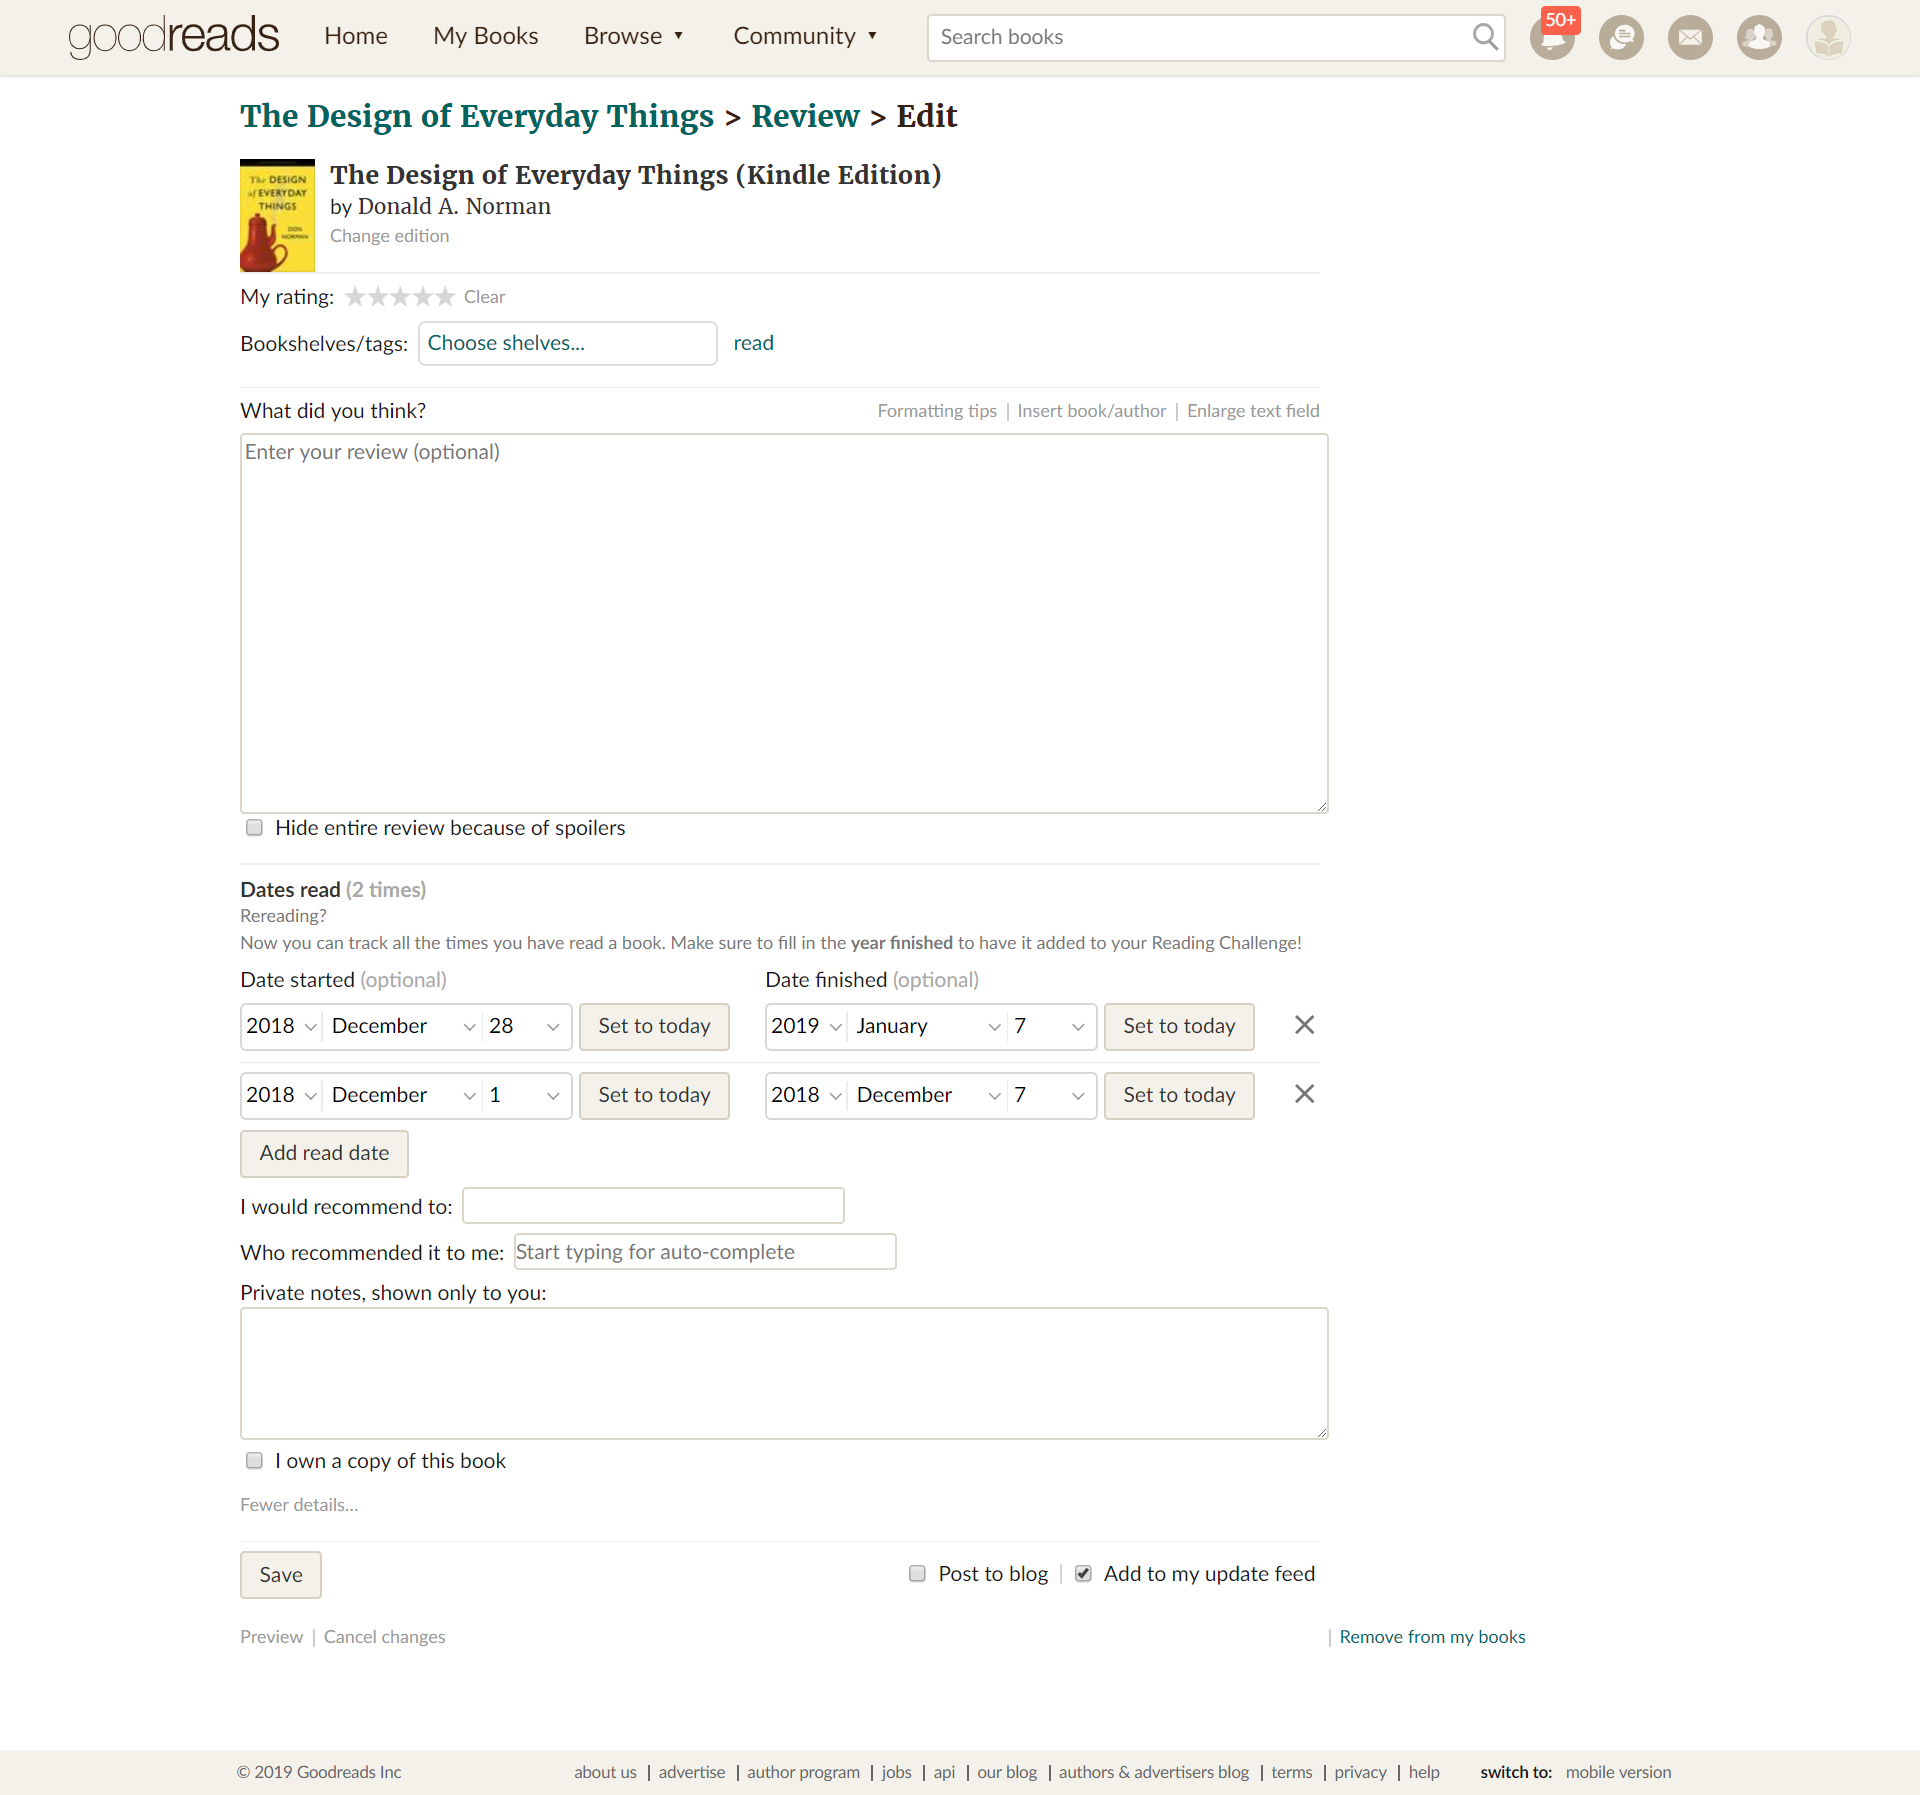 goodreads Home My Books Browse ▼ Community ▼ Search books 50+
The Design of Everyday Things > Review > Edit
The DESIGN
of EVERYDAY
THINGS
DON
NORMAN
The Design of Everyday Things (Kindle Edition)
by Donald A. Norman
Change edition
My rating: Clear
Bookshelves/tags: Choose shelves... read
What did you think? Formatting tips | Insert book/author | Enlarge text field
Enter your review (optional)
Hide entire review because of spoilers
Dates read (2 times)
Rereading?
Now you can track all the times you have read a book. Make sure to fill in the year finished to have it added to your Reading Challenge!
Date started (optional) Date finished (optional)
2018 December 28 Set to today 2019 January 7 Set to today
2018 December 1 Set to today 2018 December 7 Set to today
Add read date
I would recommend to:
Who recommended it to me: Start typing for auto-complete
Private notes, shown only to you:
I own a copy of this book
Fewer details...
Save Post to blog | Add to my update feed
Preview | Cancel changes | Remove from my books
© 2019 Goodreads Inc about us | advertise | author program | jobs | api | our blog | authors & advertisers blog | terms | privacy | help switch to: mobile version